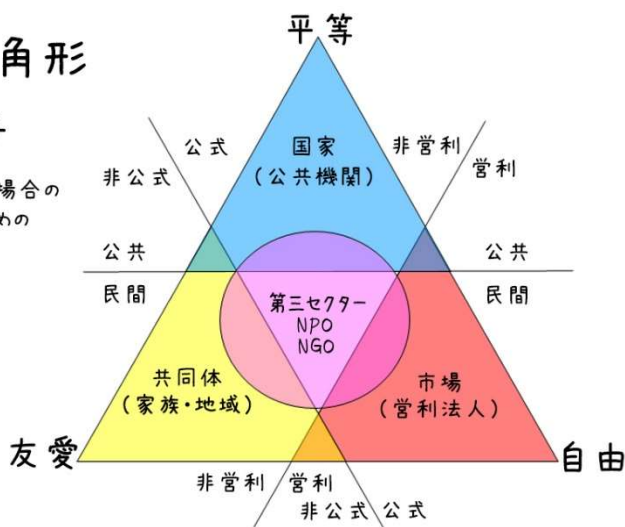 平等
角形
公式
国家
非営利
(公共機関)
非公式
営利
場合の
公共
公共
民間
民間
第三セクター
NPO
NGO
共同体
(家族・地域)
市場
(営利法人)
友愛
自由
非営利
営利
非公式
公式